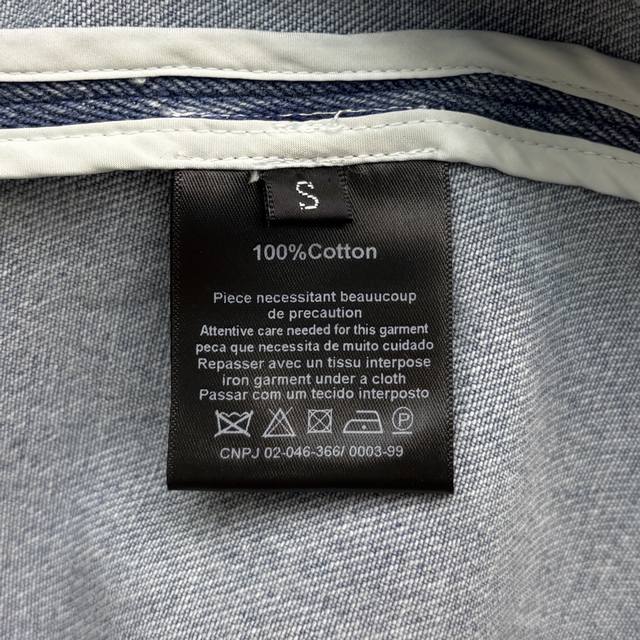 S
100%Cotton
Piece necessitant beauucoup
de precaution
Attentive care needed for this garment
peca que necessita de muito cuidado
Repasser avec un tissu interpose
iron garment under a cloth
Passar com um tecido interposto
P
CNPJ 02-046-366/ 0003-99